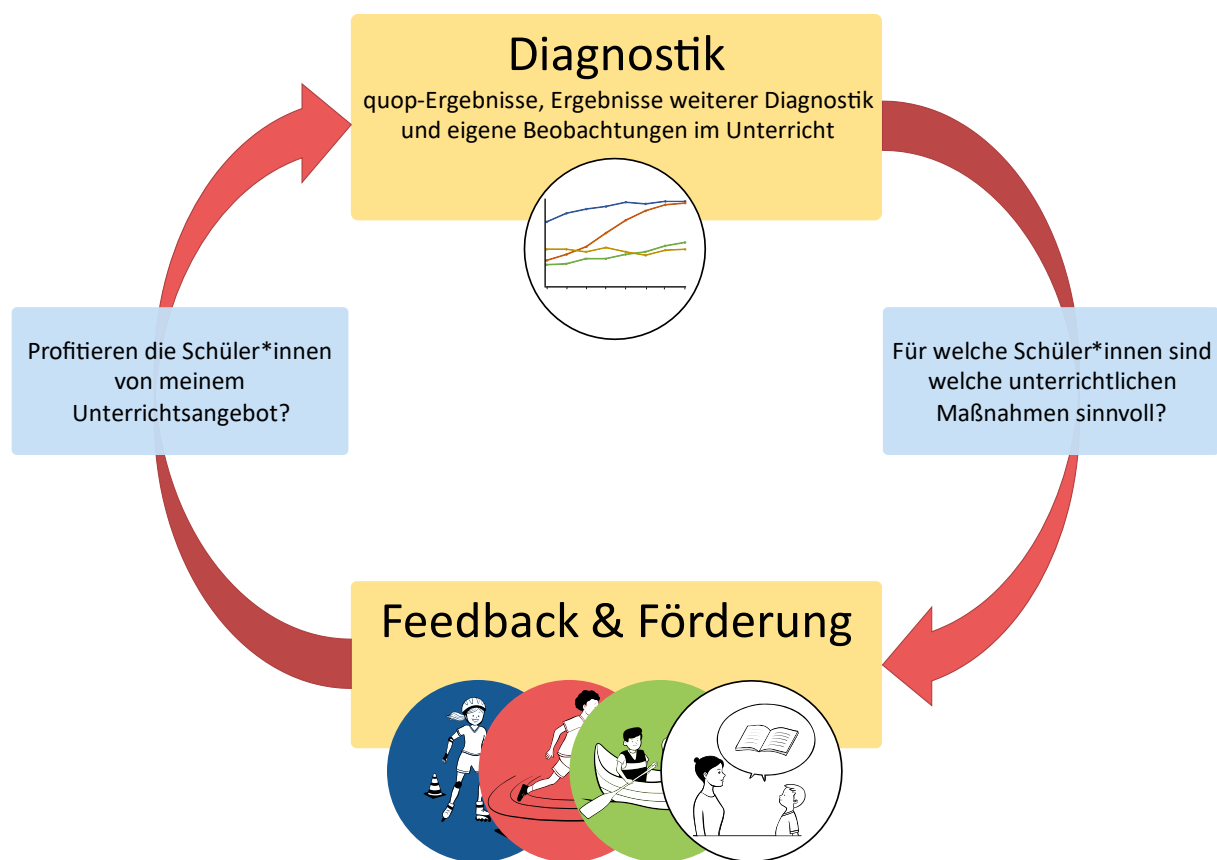 Diagnostik
quop-Ergebnisse, Ergebnisse weiterer Diagnostik
und eigene Beobachtungen im Unterricht
Profitieren die Schüler*innen
von meinem
Unterrichtsangebot?
Für welche Schüler*innen sind
welche unterrichtlichen
Maßnahmen sinnvoll?
Feedback & Förderung